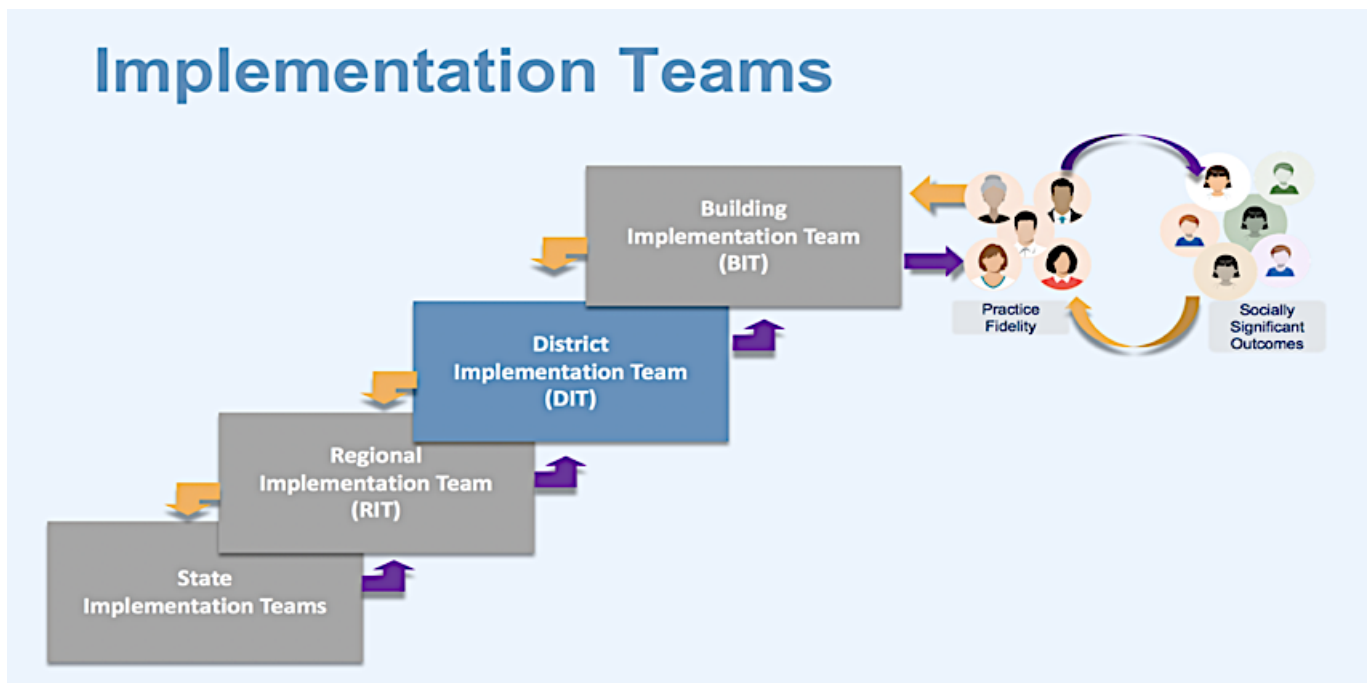 Implementation Teams
Building
Implementation Team
(BIT)
Practice
Fidelity
Socially
Significant
Outcomes
District
Implementation Team
(DIT)
Regional
Implementation Team
(RIT)
State
Implementation Teams